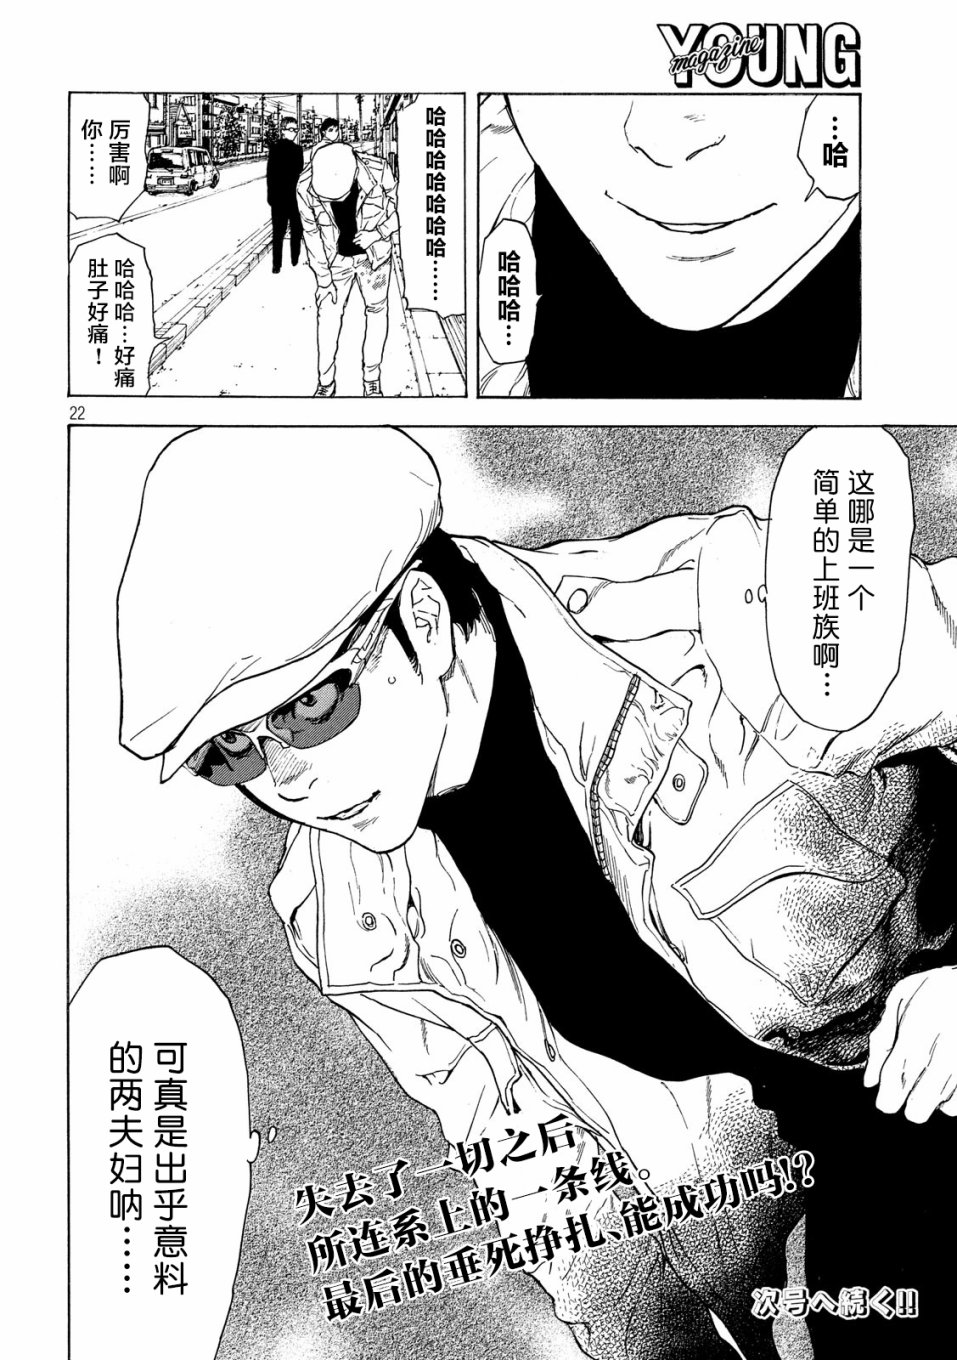 YOUNG
magazine
…哈
哈哈哈…
哈哈哈哈哈哈哈……
厉害啊
你……
哈哈哈…好痛
肚子好痛！
22
这哪是一个
简单的上班族啊…
可真是出乎意料
的两夫妇呐……
失去了一切之后
所连系上的一条线。
最后的垂死挣扎、能成功吗!?
次号へ続く!!